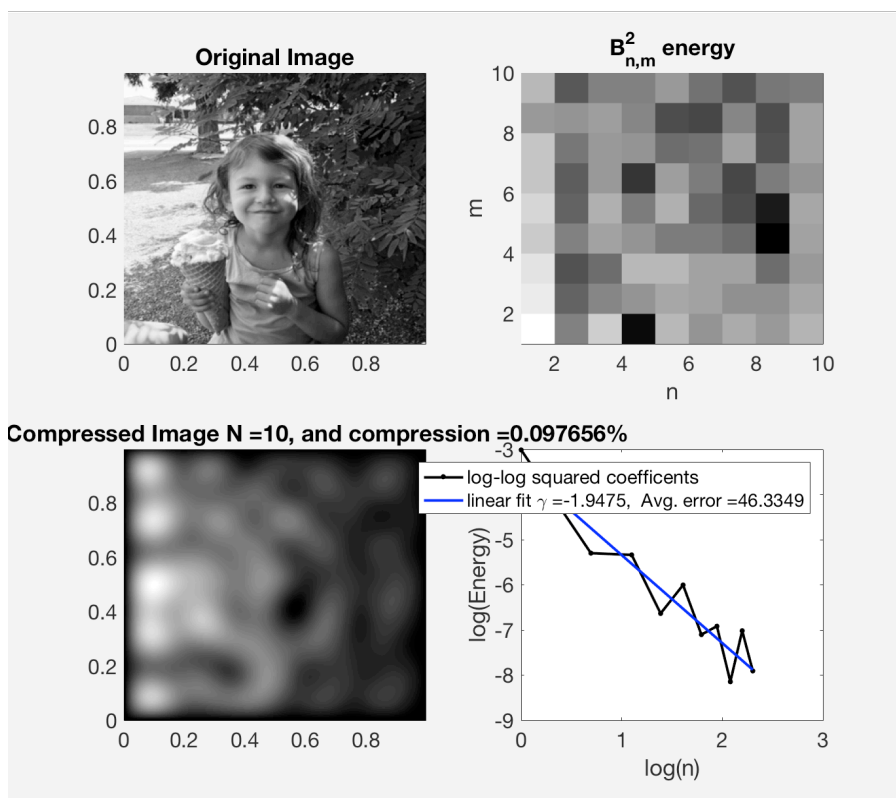 Original Image
0.8
0.6
0.4
0.2
0
0 0.2 0.4 0.6 0.8
B²ₙ,ₘ energy
10
8
6
4
2
m
2 4 6 8 10
n
Compressed Image N =10, and compression =0.097656%
0.8
0.6
0.4
0.2
0
0 0.2 0.4 0.6 0.8
-3
log-log squared coefficents
linear fit γ =-1.9475, Avg. error =46.3349
-5
-6
-7
-8
-9
log(Energy)
0 1 2 3
log(n)